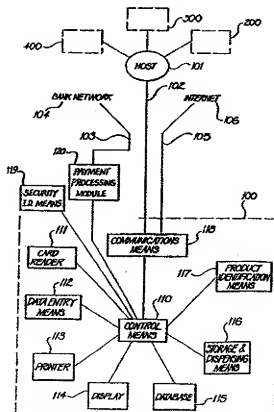 300
400
200
HOST
101
102
BANK NETWORK
INTERNET
104
103
105
106
119
120
SECURITY
I.D. MEANS
PAYMENT
PROCESSING
MODULE
100
111
COMMUNICATIONS
MEANS
118
CARD
READER
117
PRODUCT
IDENTIFICATION
MEANS
112
110
DATA ENTRY
MEANS
CONTROL
MEANS
116
113
STORAGE &
DISPENSING
MEANS
PRINTER
DISPLAY
DATABASE
114
115